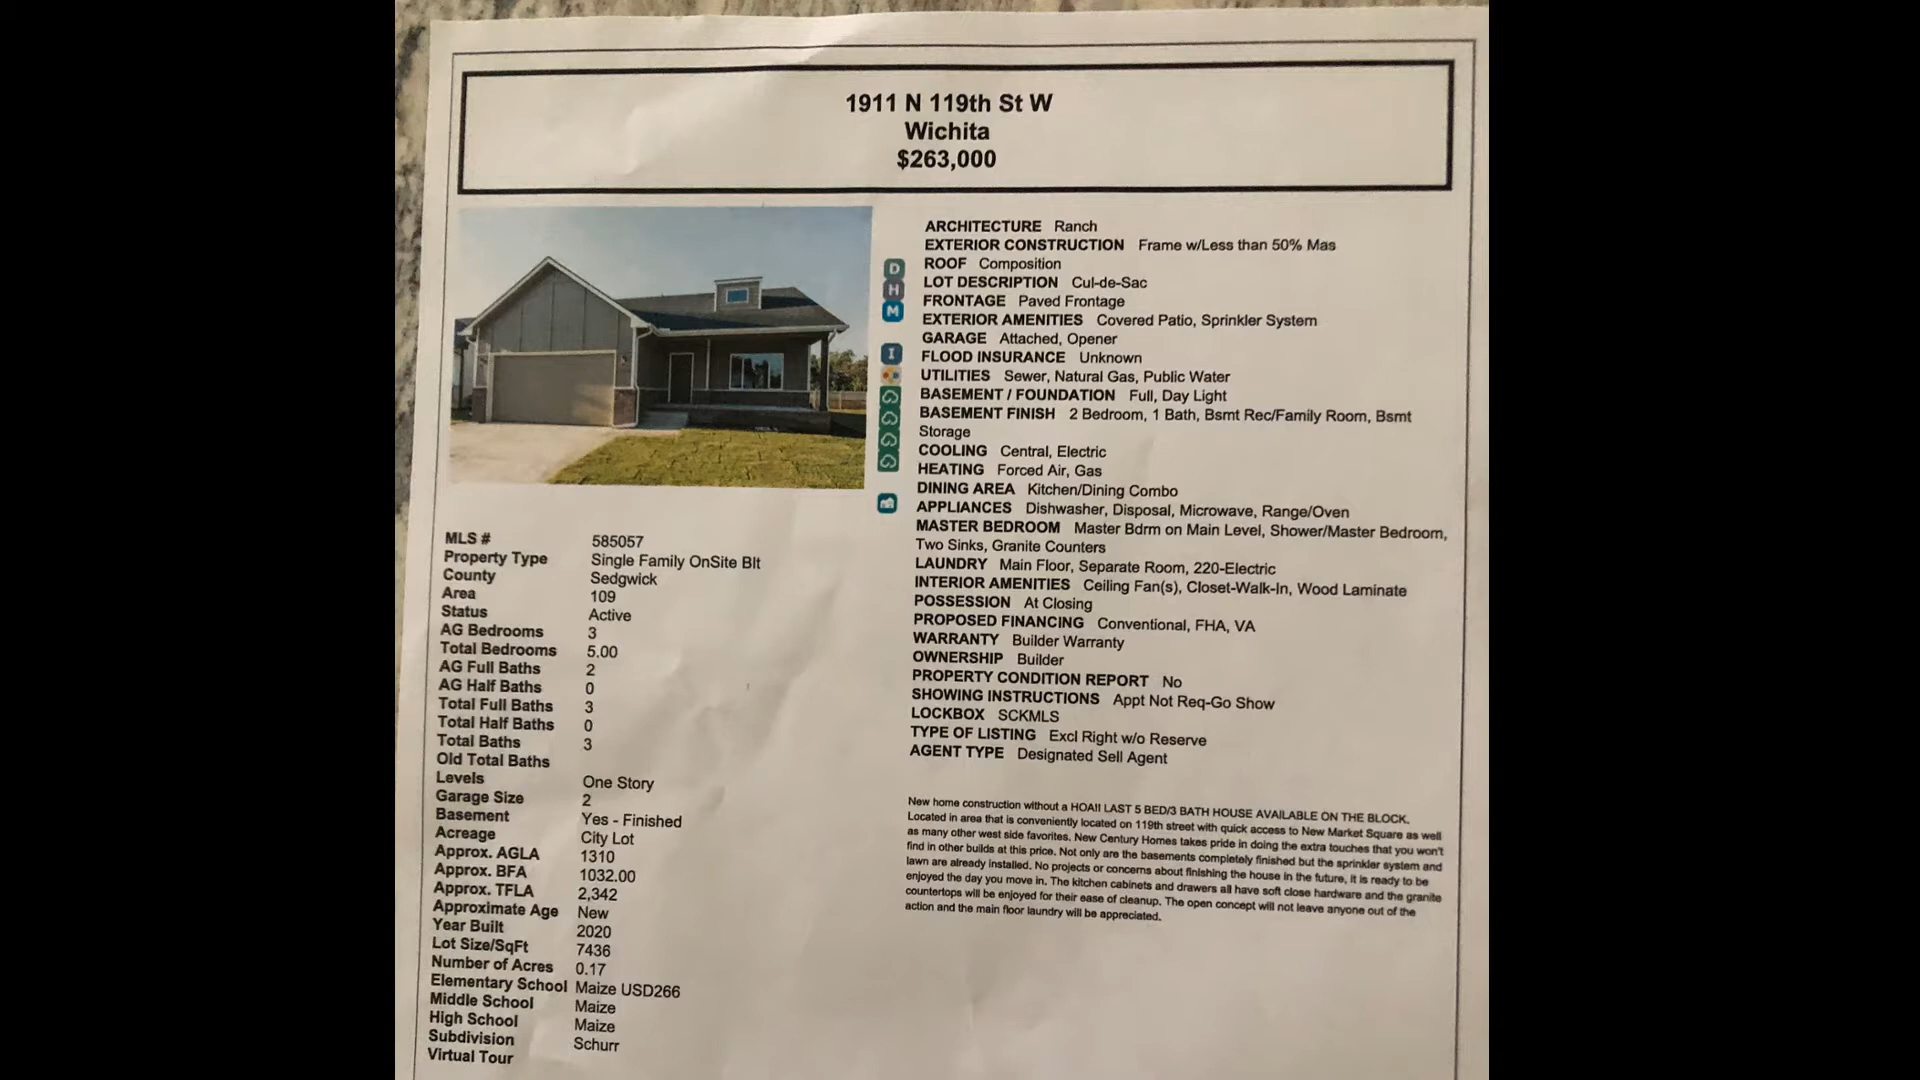 1911 N 119th St W
Wichita
$263,000
D
H
M
I
ARCHITECTURE Ranch
EXTERIOR CONSTRUCTION Frame w/Less than 50% Mas
ROOF Composition
LOT DESCRIPTION Cul-de-Sac
FRONTAGE Paved Frontage
EXTERIOR AMENITIES Covered Patio, Sprinkler System
GARAGE Attached, Opener
FLOOD INSURANCE Unknown
UTILITIES Sewer, Natural Gas, Public Water
BASEMENT / FOUNDATION Full, Day Light
BASEMENT FINISH 2 Bedroom, 1 Bath, Bsmt Rec/Family Room, Bsmt
Storage
COOLING Central, Electric
HEATING Forced Air, Gas
DINING AREA Kitchen/Dining Combo
APPLIANCES Dishwasher, Disposal, Microwave, Range/Oven
MASTER BEDROOM Master Bdrm on Main Level, Shower/Master Bedroom,
Two Sinks, Granite Counters
LAUNDRY Main Floor, Separate Room, 220-Electric
INTERIOR AMENITIES Ceiling Fan(s), Closet-Walk-In, Wood Laminate
POSSESSION At Closing
PROPOSED FINANCING Conventional, FHA, VA
WARRANTY Builder Warranty
OWNERSHIP Builder
PROPERTY CONDITION REPORT No
SHOWING INSTRUCTIONS Appt Not Req-Go Show
LOCKBOX SCKMLS
TYPE OF LISTING Excl Right w/o Reserve
AGENT TYPE Designated Sell Agent
MLS # 585057
Property Type Single Family OnSite Blt
County Sedgwick
Area 109
Status Active
AG Bedrooms 3
Total Bedrooms 5.00
AG Full Baths 2
AG Half Baths 0
Total Full Baths 3
Total Half Baths 0
Total Baths 3
Old Total Baths
Levels One Story
Garage Size 2
Basement Yes - Finished
Acreage City Lot
Approx. AGLA 1310
Approx. BFA 1032.00
Approx. TFLA 2,342
Approximate Age New
Year Built 2020
Lot Size/SqFt 7436
Number of Acres 0.17
Elementary School Maize USD266
Middle School Maize
High School Maize
Subdivision Schurr
Virtual Tour
New home construction without a HOA!! LAST 5 BED/3 BATH HOUSE AVAILABLE ON THE BLOCK.
Located in area that is conveniently located on 119th street with quick access to New Market Square as well
as many other west side favorites. New Century Homes takes pride in doing the extra touches that you won't
find in other builds at this price. Not only are the basements completely finished but the sprinkler system and
lawn are already installed. No projects or concerns about finishing the house in the future, it is ready to be
enjoyed the day you move in. The kitchen cabinets and drawers all have soft close hardware and the granite
countertops will be enjoyed for their ease of cleanup. The open concept will not leave anyone out of the
action and the main floor laundry will be appreciated.